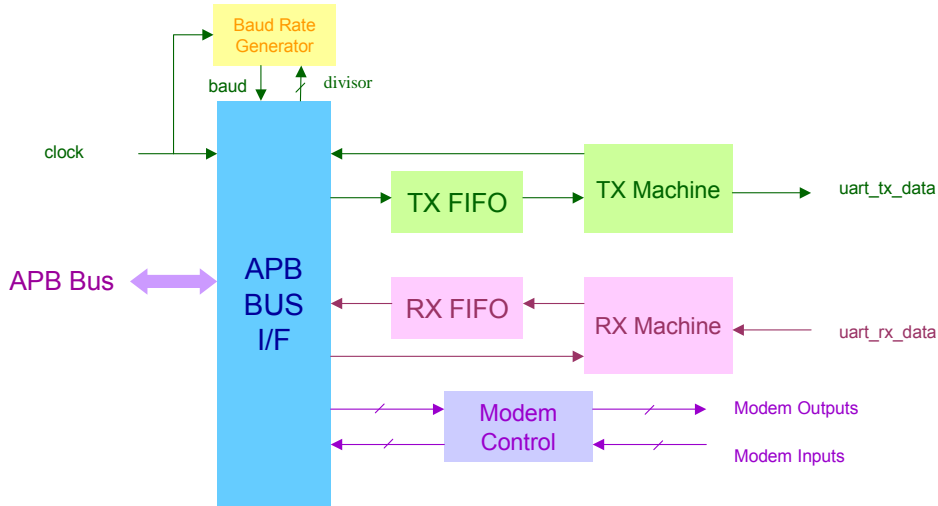 Baud Rate
Generator
baud
divisor
clock
TX FIFO
TX Machine
uart_tx_data
APB Bus
APB
BUS
I/F
RX FIFO
RX Machine
uart_rx_data
Modem
Control
Modem Outputs
Modem Inputs